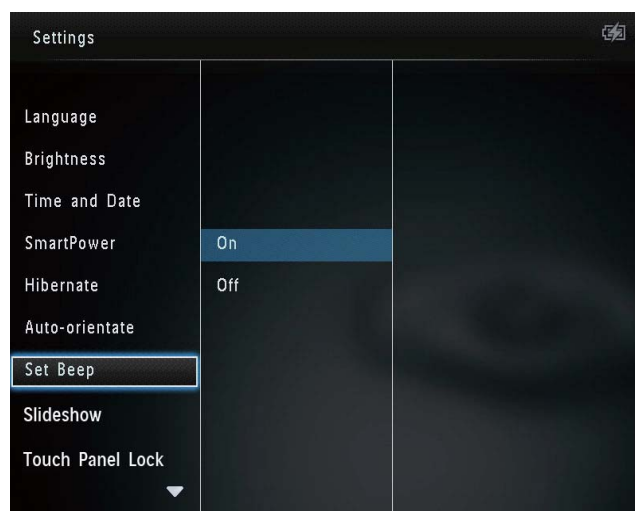 Settings
Language
Brightness
Time and Date
SmartPower
Hibernate
Auto-orientate
Set Beep
Slideshow
Touch Panel Lock
On
Off